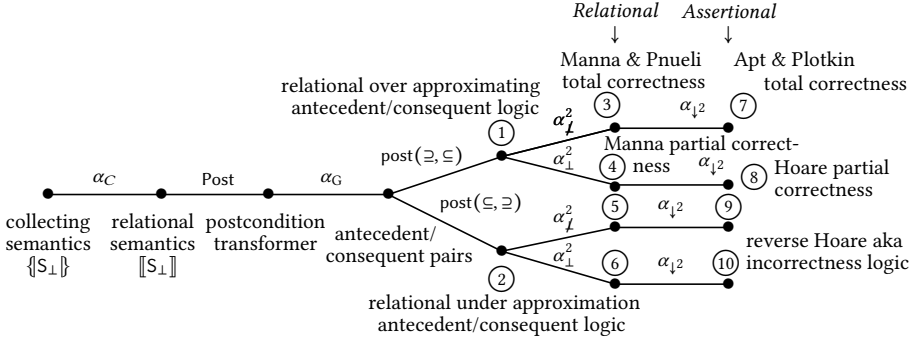 Relational Assertional
↓ ↓
Manna & Pnueli Apt & Plotkin
total correctness total correctness
relational over approximating
antecedent/consequent logic
① ③ ⑦
α²⊥̸ α↓²
post(⊇, ⊆)
α²⊥
Manna partial correct-
ness
④ α↓² ⑧ Hoare partial
correctness
αC Post αG
post(⊆, ⊇)
⑤ α↓² ⑨
α²⊥̸
collecting relational postcondition antecedent/
semantics semantics transformer consequent pairs
{|S⊥|} ⟦S⊥⟧
α²⊥
② ⑥ α↓² ⑩
reverse Hoare aka
incorrectness logic
relational under approximation
antecedent/consequent logic